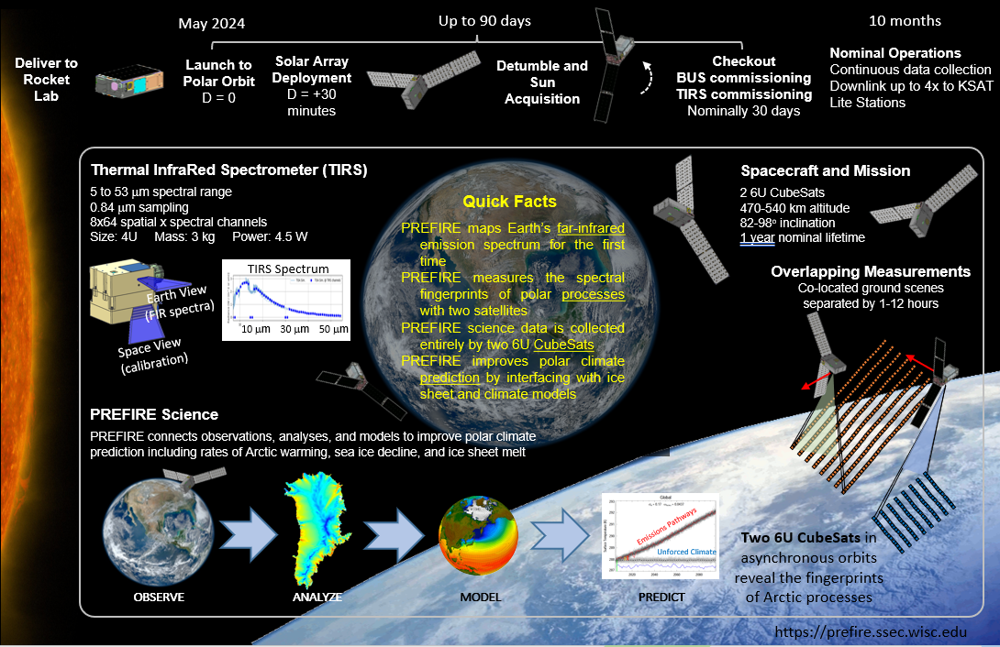 May 2024
Up to 90 days
10 months
Deliver to
Rocket
Lab
Launch to
Polar Orbit
D = 0
Solar Array
Deployment
D = +30
minutes
Detumble and
Sun
Acquisition
Checkout
BUS commissioning
TIRS commissioning
Nominally 30 days
Nominal Operations
Continuous data collection
Downlink up to 4x to KSAT
Lite Stations
Thermal InfraRed Spectrometer (TIRS)
5 to 53 µm spectral range
0.84 µm sampling
8x64 spatial x spectral channels
Size: 4U Mass: 3 kg Power: 4.5 W
Earth View
(FIR spectra)
Space View
(calibration)
TIRS Spectrum
10 µm 30 µm 50 µm
Quick Facts
PREFIRE maps Earth's far-infrared
emission spectrum for the first
time
PREFIRE measures the spectral
fingerprints of polar processes
with two satellites
PREFIRE science data is collected
entirely by two 6U CubeSats
PREFIRE improves polar climate
prediction by interfacing with ice
sheet and climate models
Spacecraft and Mission
2 6U CubeSats
470-540 km altitude
82-98° inclination
1 year nominal lifetime
Overlapping Measurements
Co-located ground scenes
separated by 1-12 hours
PREFIRE Science
PREFIRE connects observations, analyses, and models to improve polar climate
prediction including rates of Arctic warming, sea ice decline, and ice sheet melt
OBSERVE
ANALYZE
MODEL
Global
Emissions Pathways
Unforced Climate
PREDICT
Two 6U CubeSats in
asynchronous orbits
reveal the fingerprints
of Arctic processes
https://prefire.ssec.wisc.edu